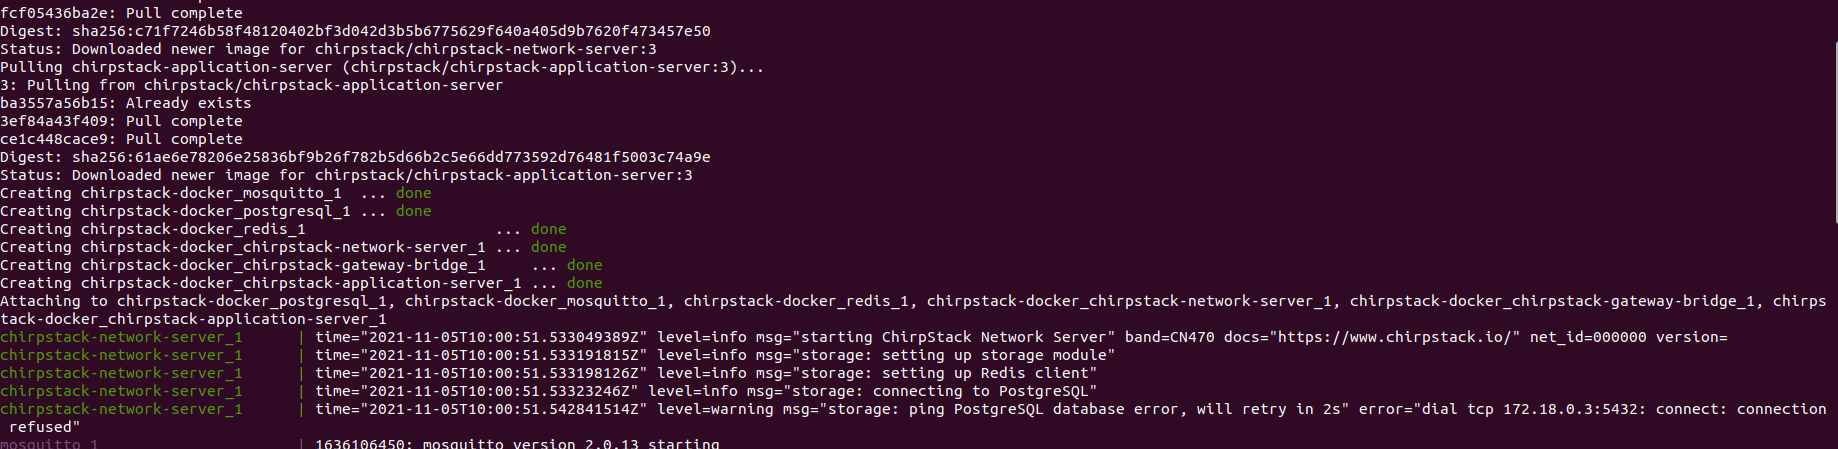 fcf05436ba2e: Pull complete
Digest: sha256:c71f7246b58f48120402bf3d042d3b5b6775629f640a405d9b7620f473457e50
Status: Downloaded newer image for chirpstack/chirpstack-network-server:3
Pulling chirpstack-application-server (chirpstack/chirpstack-application-server:3)...
3: Pulling from chirpstack/chirpstack-application-server
ba3557a56b15: Already exists
3ef84a43f409: Pull complete
ce1c448cace9: Pull complete
Digest: sha256:61ae6e78206e25836bf9b26f782b5d66b2c5e66dd773592d76481f5003c74a9e
Status: Downloaded newer image for chirpstack/chirpstack-application-server:3
Creating chirpstack-docker_mosquitto_1  ... done
Creating chirpstack-docker_postgresql_1 ... done
Creating chirpstack-docker_redis_1                     ... done
Creating chirpstack-docker_chirpstack-network-server_1 ... done
Creating chirpstack-docker_chirpstack-gateway-bridge_1     ... done
Creating chirpstack-docker_chirpstack-application-server_1 ... done
Attaching to chirpstack-docker_postgresql_1, chirpstack-docker_mosquitto_1, chirpstack-docker_redis_1, chirpstack-docker_chirpstack-network-server_1, chirpstack-docker_chirpstack-gateway-bridge_1, chirps
tack-docker_chirpstack-application-server_1
chirpstack-network-server_1      | time="2021-11-05T10:00:51.533049389Z" level=info msg="starting ChirpStack Network Server" band=CN470 docs="https://www.chirpstack.io/" net_id=000000 version=
chirpstack-network-server_1      | time="2021-11-05T10:00:51.533191815Z" level=info msg="storage: setting up storage module"
chirpstack-network-server_1      | time="2021-11-05T10:00:51.533198126Z" level=info msg="storage: setting up Redis client"
chirpstack-network-server_1      | time="2021-11-05T10:00:51.53323246Z" level=info msg="storage: connecting to PostgreSQL"
chirpstack-network-server_1      | time="2021-11-05T10:00:51.542841514Z" level=warning msg="storage: ping PostgreSQL database error, will retry in 2s" error="dial tcp 172.18.0.3:5432: connect: connection
 refused"
mosquitto_1                      | 1636106450: mosquitto version 2.0.13 starting